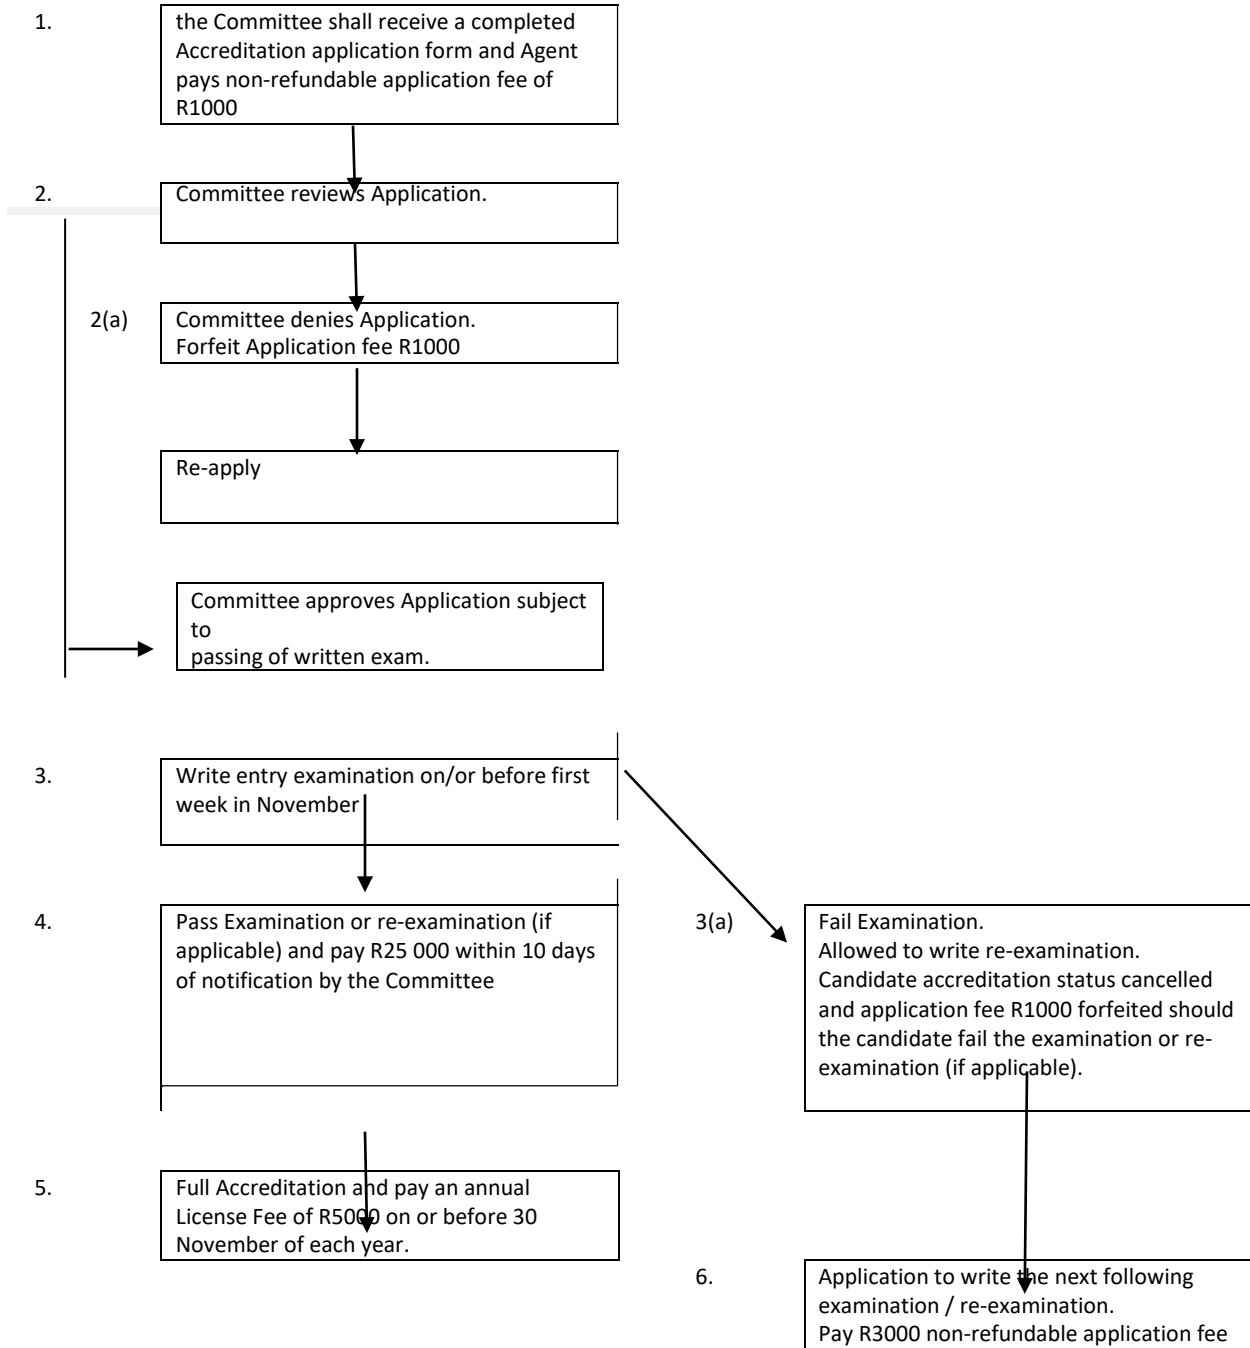 1.
the Committee shall receive a completed
Accreditation application form and Agent
pays non-refundable application fee of
R1000
2.
Committee reviews Application.
2(a)
Committee denies Application.
Forfeit Application fee R1000
Re-apply
Committee approves Application subject
to
passing of written exam.
3.
Write entry examination on/or before first
week in November
4.
Pass Examination or re-examination (if
applicable) and pay R25 000 within 10 days
of notification by the Committee
3(a)
Fail Examination.
Allowed to write re-examination.
Candidate accreditation status cancelled
and application fee R1000 forfeited should
the candidate fail the examination or re-
examination (if applicable).
5.
Full Accreditation and pay an annual
License Fee of R5000 on or before 30
November of each year.
6.
Application to write the next following
examination / re-examination.
Pay R3000 non-refundable application fee